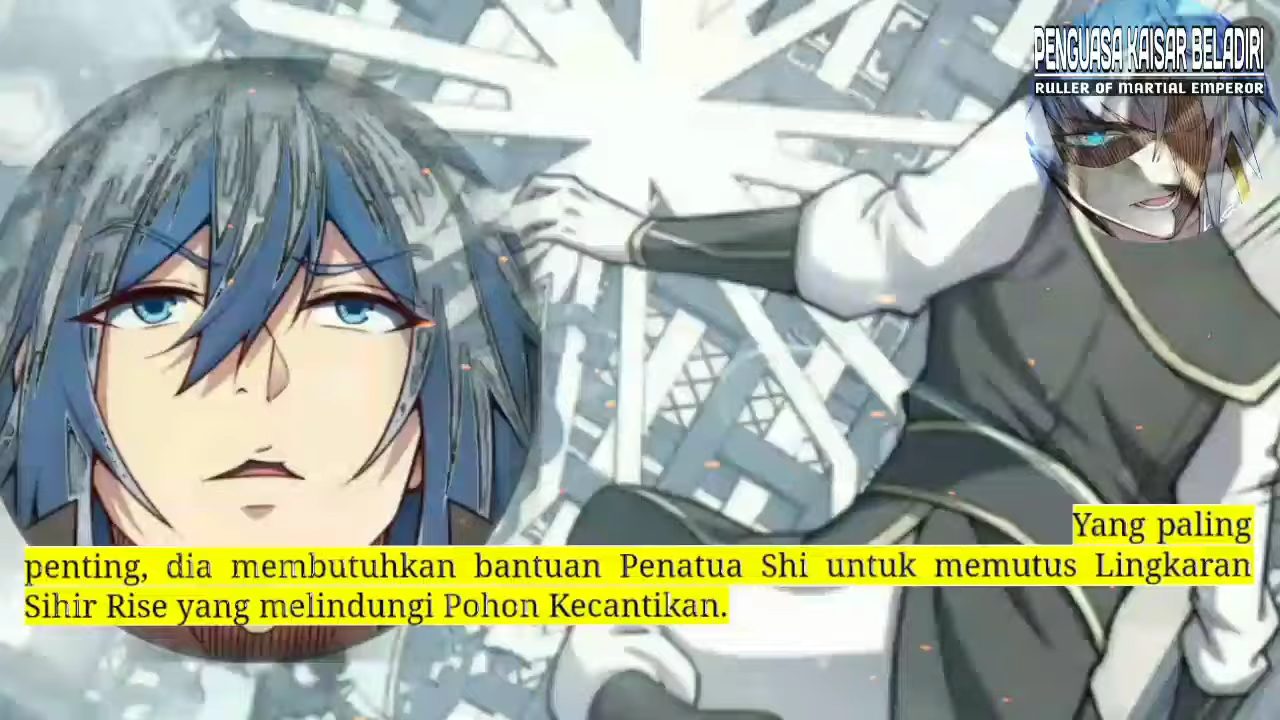 PENGUASA KAISAR BELADIRI
RULLER OF MARTIAL EMPEROR
Yang paling
penting, dia membutuhkan bantuan Penatua Shi untuk memutus Lingkaran
Sihir Rise yang melindungi Pohon Kecantikan.